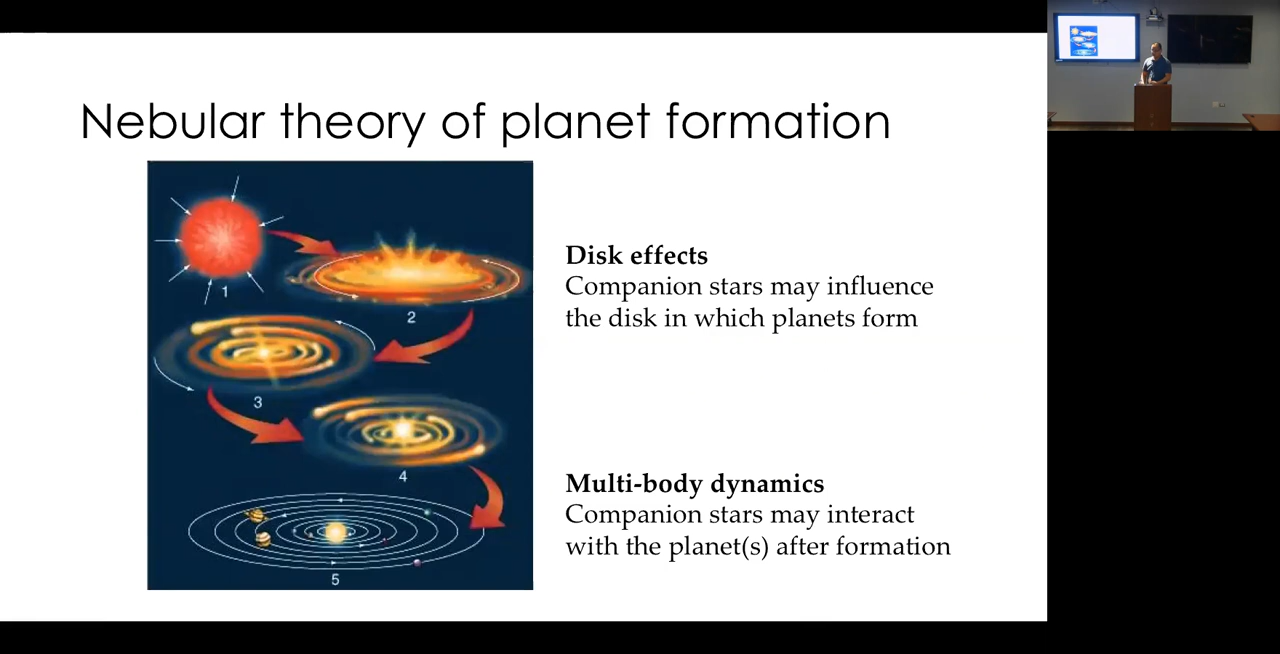 Nebular theory of planet formation
1
2
3
4
5
Disk effects
Companion stars may influence
the disk in which planets form
Multi-body dynamics
Companion stars may interact
with the planet(s) after formation